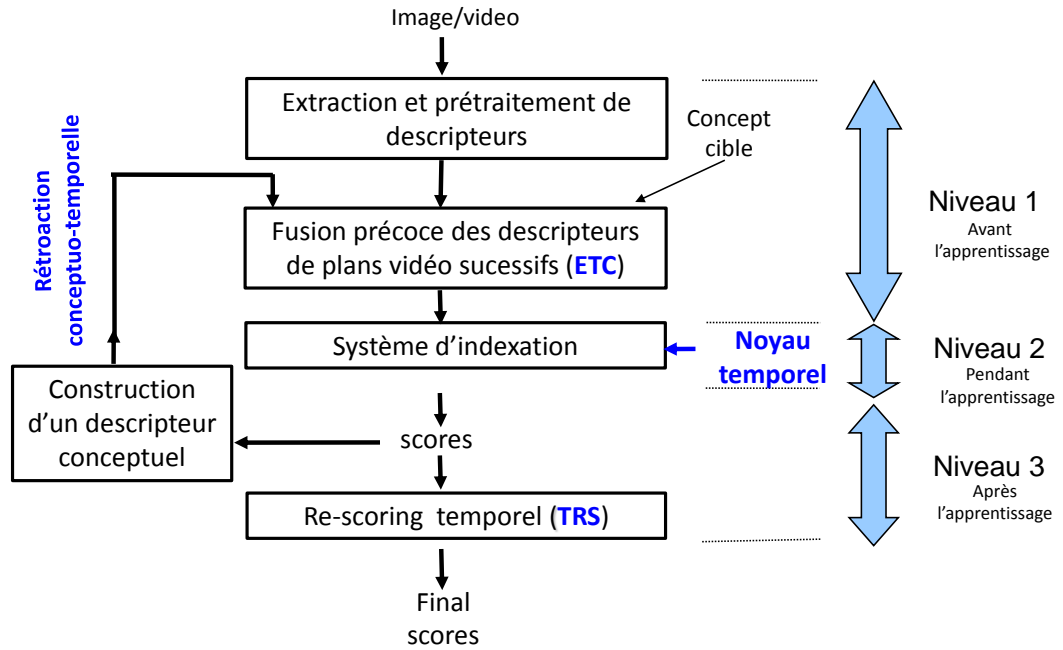 Image/video
Extraction et prétraitement de
descripteurs
Concept
cible
Rétroaction
conceptuo-temporelle
Fusion précoce des descripteurs
de plans vidéo sucessifs (ETC)
Niveau 1
Avant
l'apprentissage
Système d'indexation
Noyau
temporel
Niveau 2
Pendant
l'apprentissage
Construction
d'un descripteur
conceptuel
scores
Niveau 3
Après
l'apprentissage
Re-scoring temporel (TRS)
Final
scores